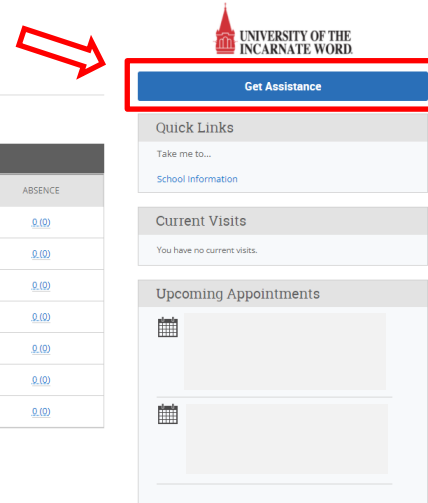 UNIVERSITY OF THE
INCARNATE WORD
Get Assistance
Quick Links
Take me to...
School Information
Current Visits
You have no current visits.
Upcoming Appointments
ABSENCE
0 (0)
0 (0)
0 (0)
0 (0)
0 (0)
0 (0)
0 (0)